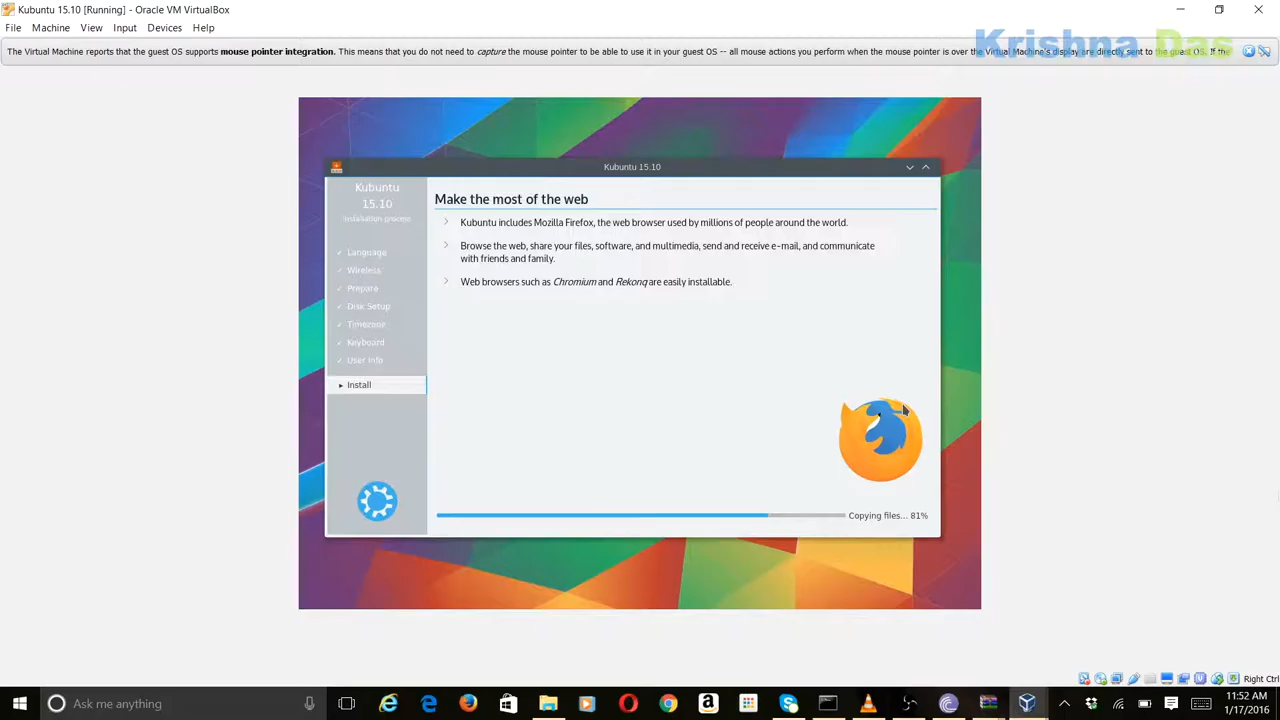 Kubuntu 15.10 [Running] - Oracle VM VirtualBox
File Machine View Input Devices Help
The Virtual Machine reports that the guest OS supports mouse pointer integration. This means that you do not need to capture the mouse pointer to be able to use it in your guest OS -- all mouse actions you perform when the mouse pointer is over the Virtual Machine's display are directly sent to the guest OS. If the
Krishna Das
Kubuntu 15.10
Kubuntu
15.10
Installation process
Language
Wireless
Prepare
Disk Setup
Timezone
Keyboard
User Info
Install
Make the most of the web
Kubuntu includes Mozilla Firefox, the web browser used by millions of people around the world.
Browse the web, share your files, software, and multimedia, send and receive e-mail, and communicate
with friends and family.
Web browsers such as Chromium and Rekonq are easily installable.
Copying files... 81%
Right Ctrl
Ask me anything
11:52 AM
1/17/2016